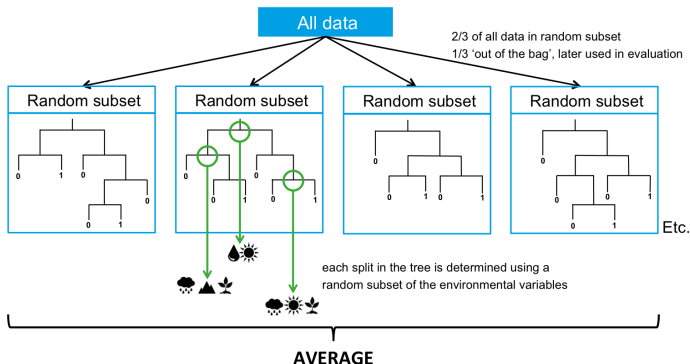 All data
2/3 of all data in random subset
1/3 ‘out of the bag’, later used in evaluation
Random subset
Random subset
Random subset
Random subset
0 1
0
0 1
0
0 1 0 1
0
0 1 0 1
0
0 1
0 1
Etc.
each split in the tree is determined using a
random subset of the environmental variables
AVERAGE